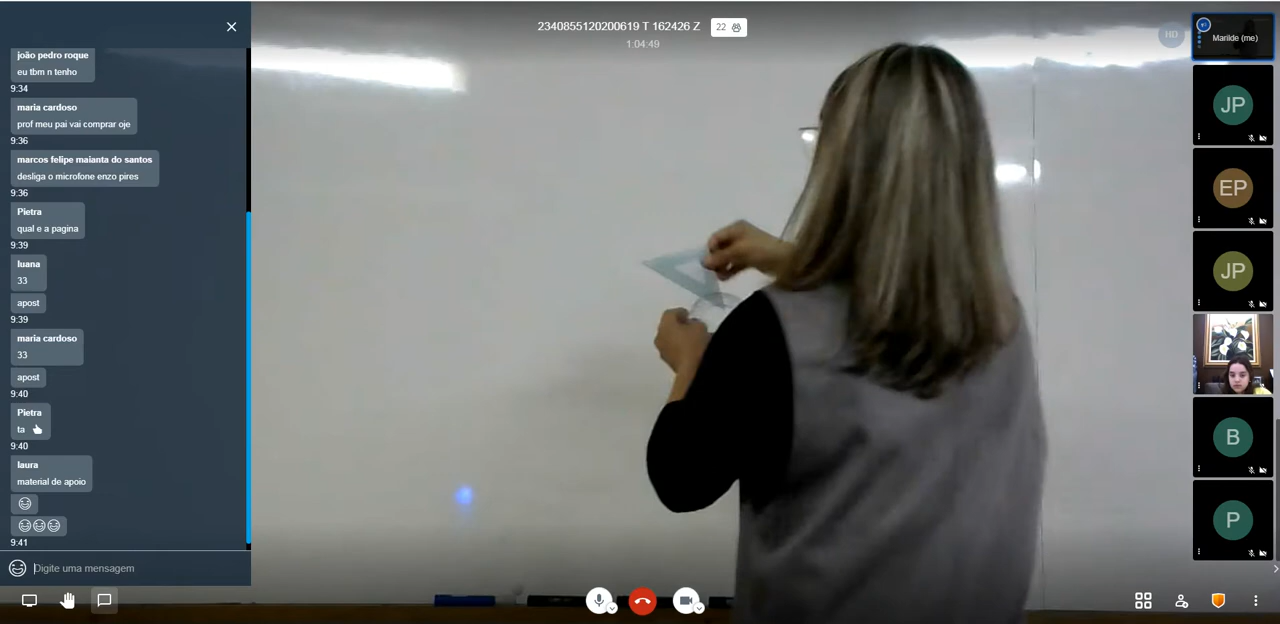 joão pedro roque
eu tbm n tenho
9:34
maria cardoso
prof meu pai vai comprar oje
9:36
marcos felipe maianta do santos
desliga o microfone enzo pires
9:36
Pietra
qual e a pagina
9:39
luana
33
apost
9:39
maria cardoso
33
apost
9:40
Pietra
ta
9:40
laura
material de apoio
9:41
Digite uma mensagem
2340855120200619 T 162426 Z
22
1:04:49
HD
Marilde (me)
JP
EP
JP
B
P